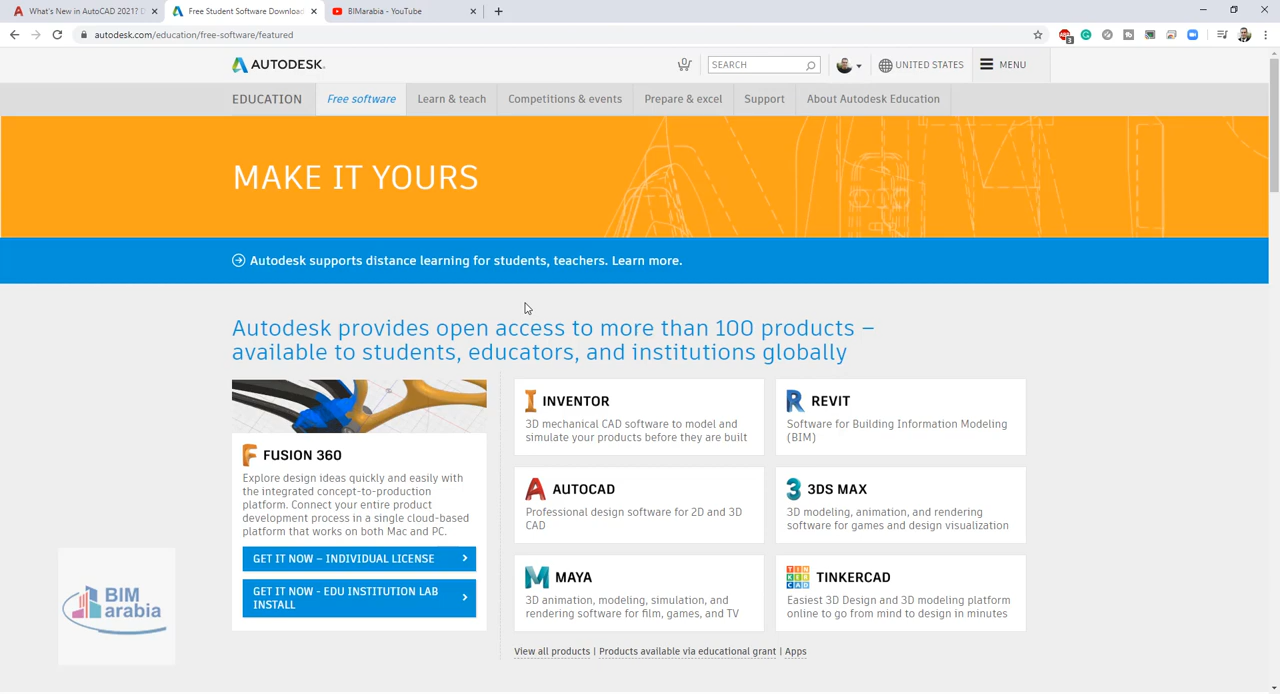 What's New in AutoCAD 2021?
Free Student Software Download
BIMarabia - YouTube
autodesk.com/education/free-software/featured
3
AUTODESK.
0
SEARCH
UNITED STATES
MENU
EDUCATION
Free software
Learn & teach
Competitions & events
Prepare & excel
Support
About Autodesk Education
MAKE IT YOURS
Autodesk supports distance learning for students, teachers. Learn more.
Autodesk provides open access to more than 100 products –
available to students, educators, and institutions globally
FUSION 360
Explore design ideas quickly and easily with
the integrated concept-to-production
platform. Connect your entire product
development process in a single cloud-based
platform that works on both Mac and PC.
GET IT NOW – INDIVIDUAL LICENSE
GET IT NOW - EDU INSTITUTION LAB
INSTALL
INVENTOR
3D mechanical CAD software to model and
simulate your products before they are built
REVIT
Software for Building Information Modeling
(BIM)
AUTOCAD
Professional design software for 2D and 3D
CAD
3DS MAX
3D modeling, animation, and rendering
software for games and design visualization
MAYA
3D animation, modeling, simulation, and
rendering software for film, games, and TV
TIN
KER
CAD
TINKERCAD
Easiest 3D Design and 3D modeling platform
online to go from mind to design in minutes
View all products | Products available via educational grant | Apps
BIM
arabia